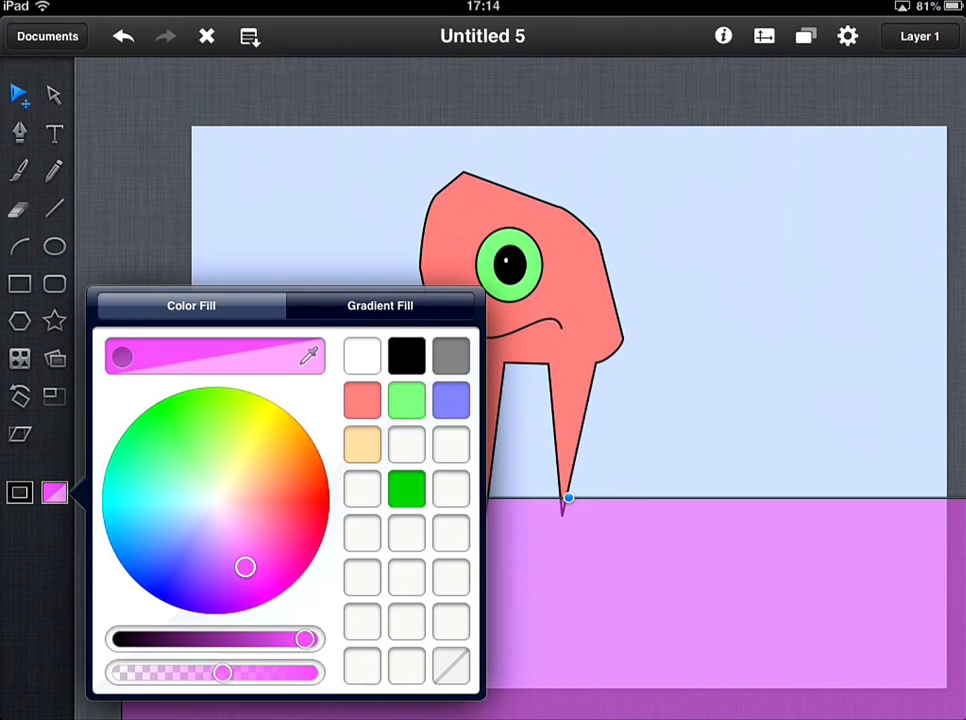 iPad 17:14 81%
Documents Untitled 5 Layer 1
T
Color Fill Gradient Fill